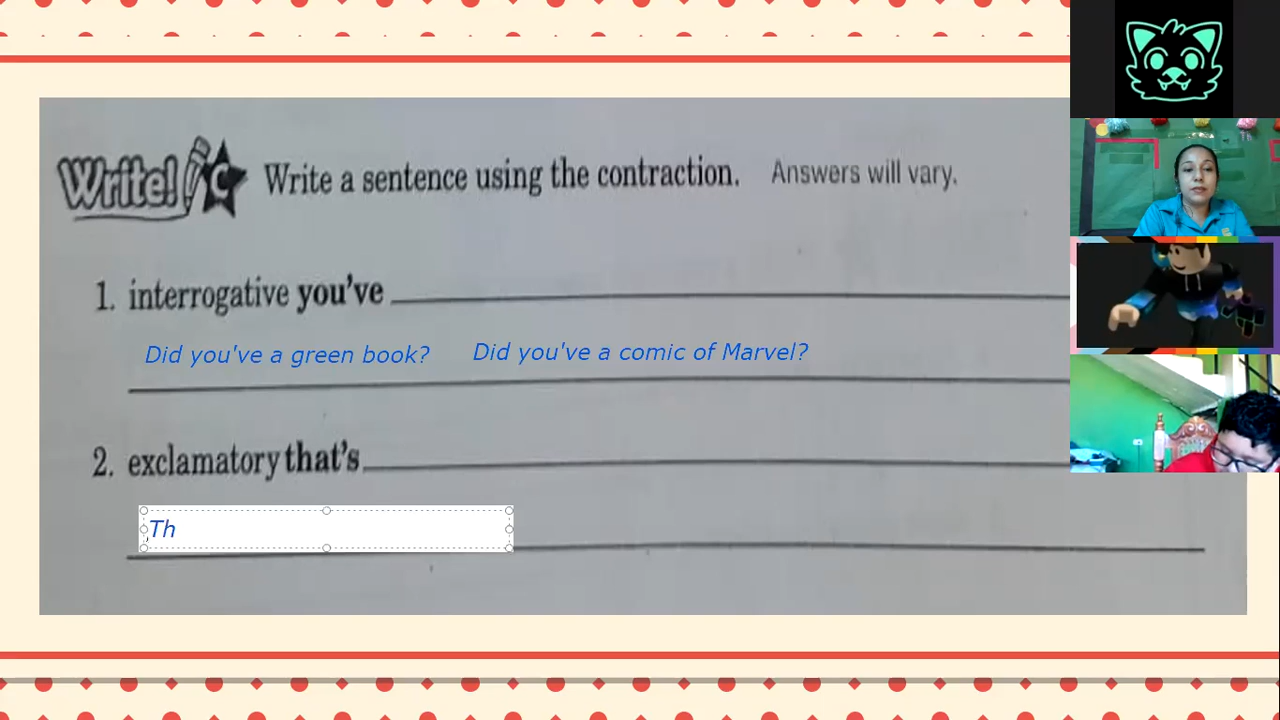 Write! C Write a sentence using the contraction. Answers will vary.
1. interrogative you've
Did you've a green book? Did you've a comic of Marvel?
2. exclamatory that's
Th